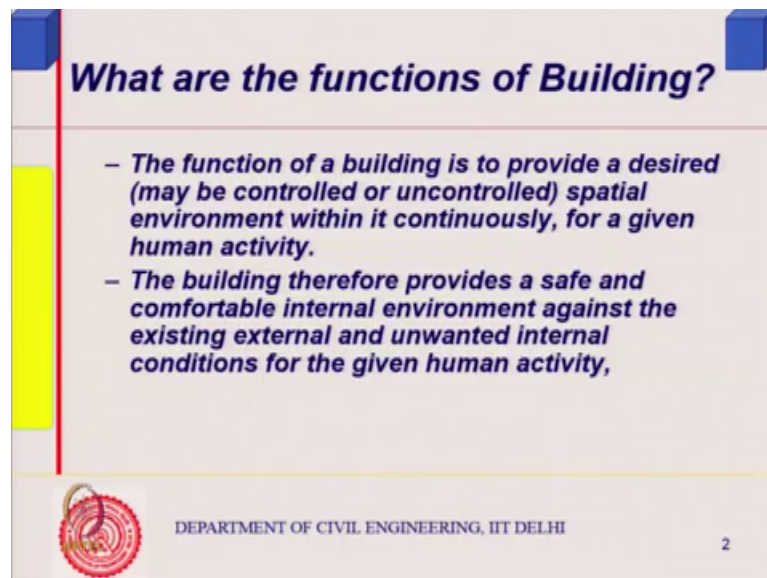 What are the functions of Building?
– The function of a building is to provide a desired
(may be controlled or uncontrolled) spatial
environment within it continuously, for a given
human activity.
– The building therefore provides a safe and
comfortable internal environment against the
existing external and unwanted internal
conditions for the given human activity,
DEPARTMENT OF CIVIL ENGINEERING, IIT DELHI
2